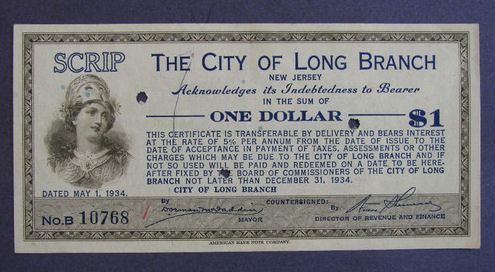 SCRIP
THE CITY OF LONG BRANCH
NEW JERSEY
Acknowledges its Indebtedness to Bearer
IN THE SUM OF
ONE DOLLAR $1
THIS CERTIFICATE IS TRANSFERABLE BY DELIVERY AND BEARS INTEREST
AT THE RATE OF 5% PER ANNUM FROM THE DATE OF ISSUE TO THE
DATE OF ACCEPTANCE IN PAYMENT OF TAXES, ASSESSMENTS OR OTHER
CHARGES WHICH MAY BE DUE TO THE CITY OF LONG BRANCH AND IF
NOT SO USED WILL BE PAID AND REDEEMED ON A DATE TO BE HERE-
AFTER FIXED BY THE BOARD OF COMMISSIONERS OF THE CITY OF LONG
BRANCH NOT LATER THAN DECEMBER 31, 1934.
DATED MAY 1, 1934.
CITY OF LONG BRANCH
No. B 10768
By
COUNTERSIGNED: By
MAYOR
DIRECTOR OF REVENUE AND FINANCE
AMERICAN BANK NOTE COMPANY.